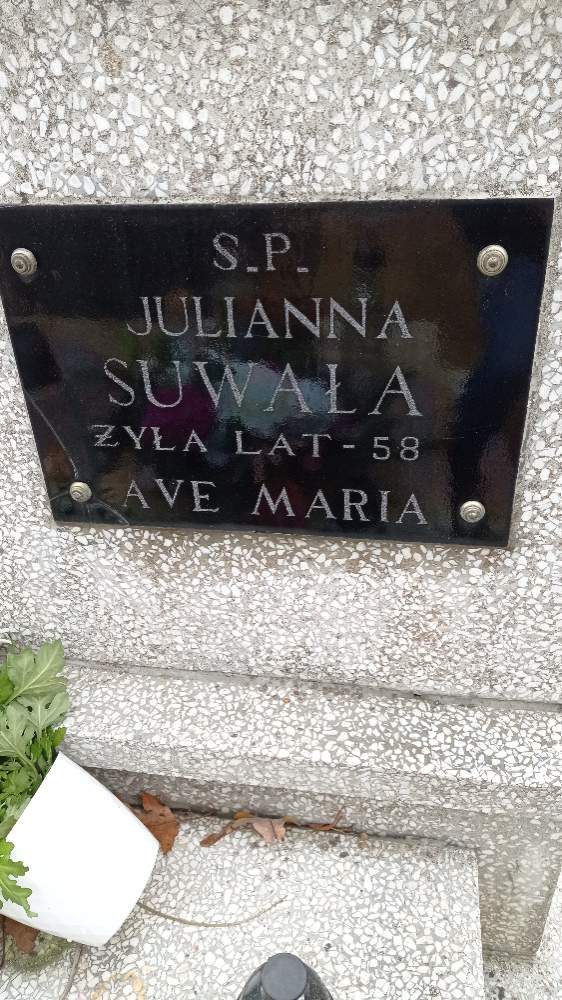 S.P.
JULIANNA
SUWAŁA
ŻYŁA LAT - 58
AVE MARIA